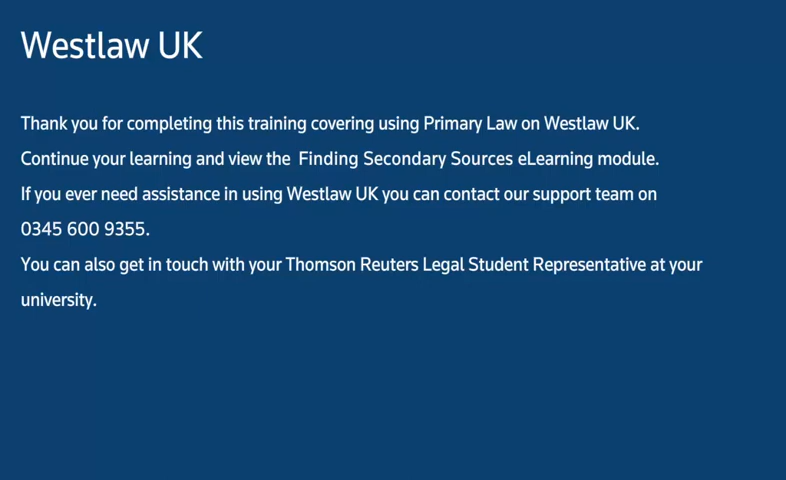 Westlaw UK
Thank you for completing this training covering using Primary Law on Westlaw UK.
Continue your learning and view the Finding Secondary Sources eLearning module.
If you ever need assistance in using Westlaw UK you can contact our support team on
0345 600 9355.
You can also get in touch with your Thomson Reuters Legal Student Representative at your
university.